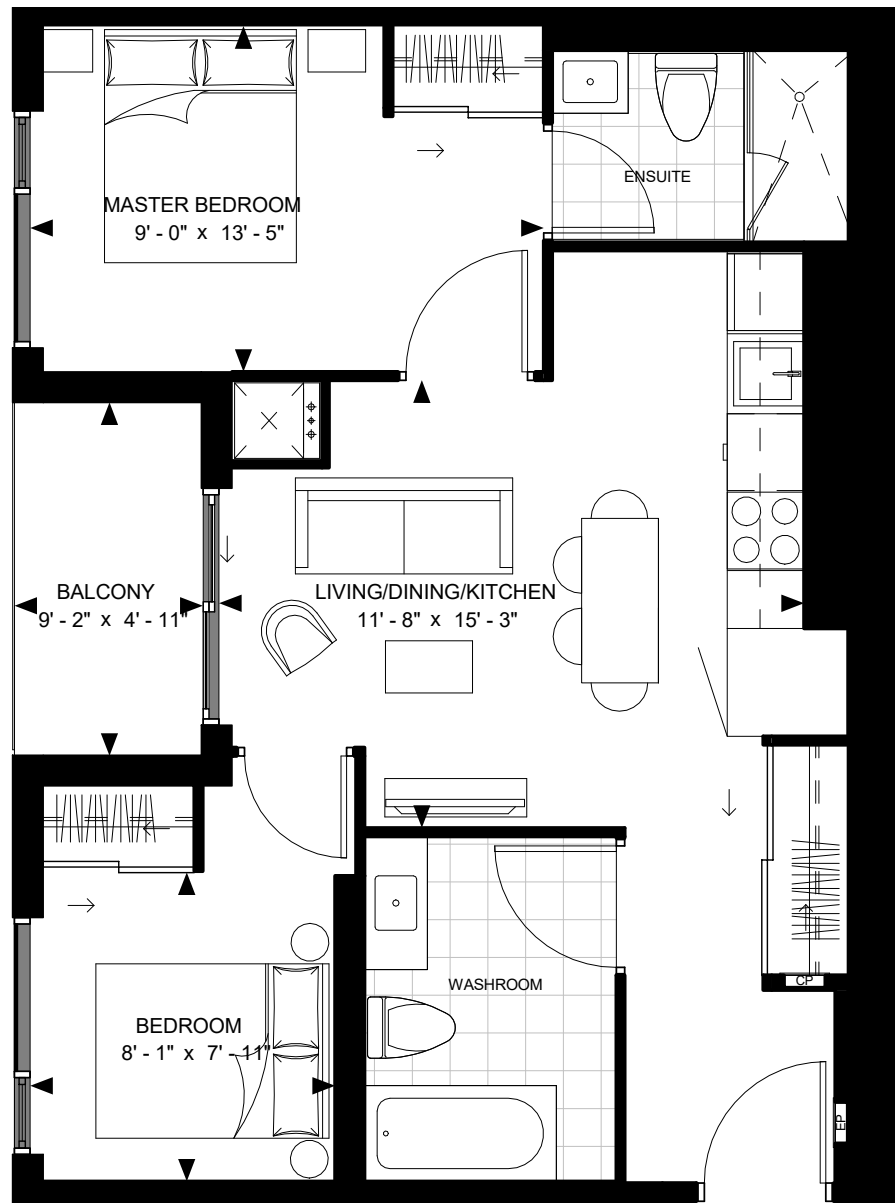 ENSUITE
MASTER BEDROOM
9' - 0" x 13' - 5"
BALCONY
9' - 2" x 4' - 11"
LIVING/DINING/KITCHEN
11' - 8" x 15' - 3"
CP
WASHROOM
BEDROOM
8' - 1" x 7' - 11"
EP